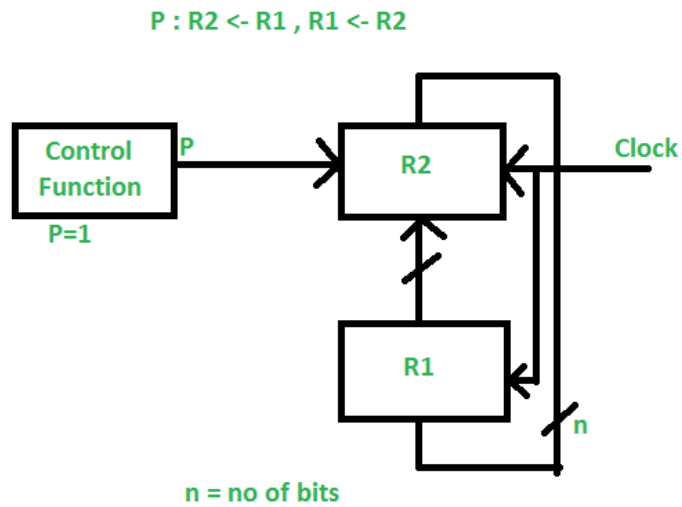 P : R2 <- R1 , R1 <- R2
Control
Function
P
P=1
R2
Clock
R1
n
n = no of bits